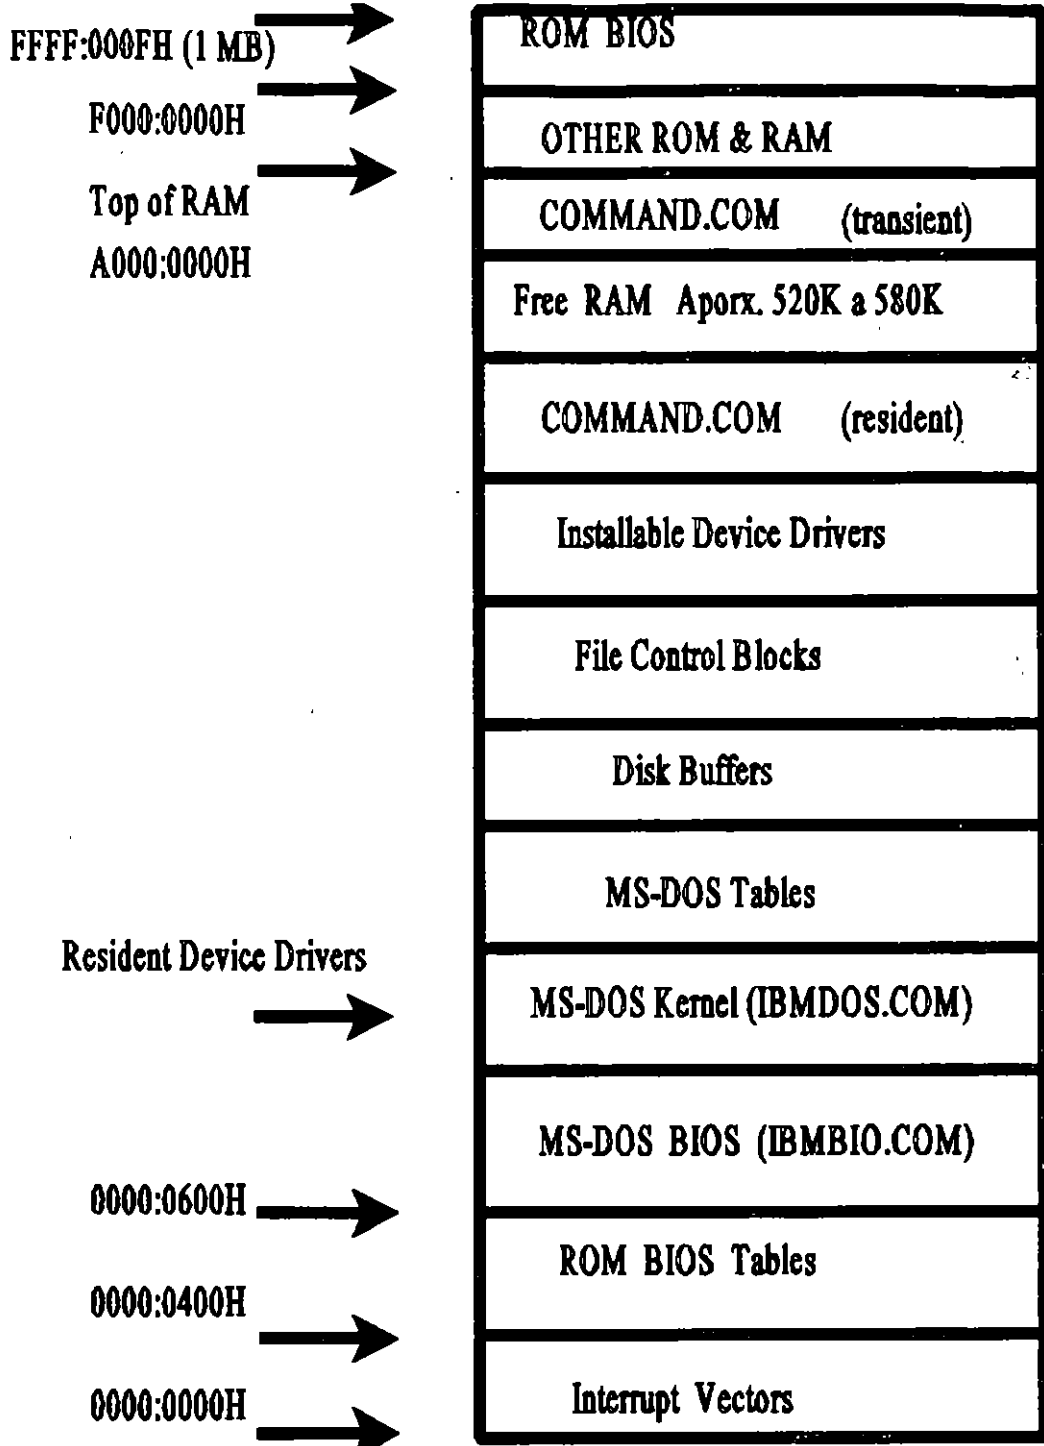 ROM BIOS
FFFF:000FH (1 MB)
F000:0000H
OTHER ROM & RAM
Top of RAM
COMMAND.COM (transient)
A000:0000H
Free RAM Aporx. 520K a 580K
COMMAND.COM (resident)
Installable Device Drivers
File Control Blocks
Disk Buffers
MS-DOS Tables
Resident Device Drivers
MS-DOS Kernel (IBMDOS.COM)
MS-DOS BIOS (IBMBIO.COM)
0000:0600H
ROM BIOS Tables
0000:0400H
Interrupt Vectors
0000:0000H